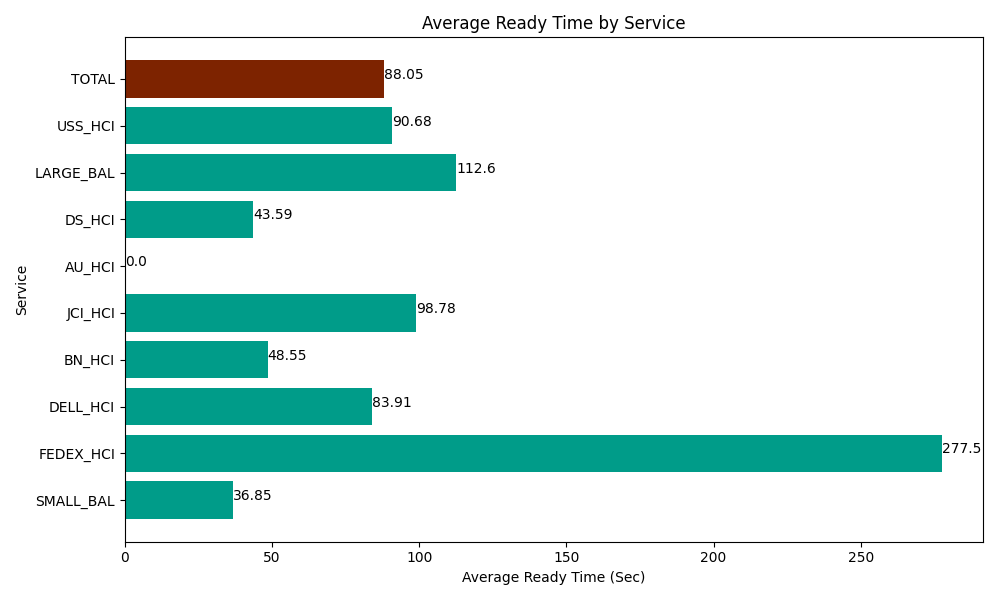 Average Ready Time by Service
TOTAL
88.05
USS_HCI
90.68
LARGE_BAL
112.6
DS_HCI
43.59
AU_HCI
0.0
JCI_HCI
98.78
BN_HCI
48.55
DELL_HCI
83.91
FEDEX_HCI
277.5
SMALL_BAL
36.85
Service
0 50 100 150 200 250
Average Ready Time (Sec)